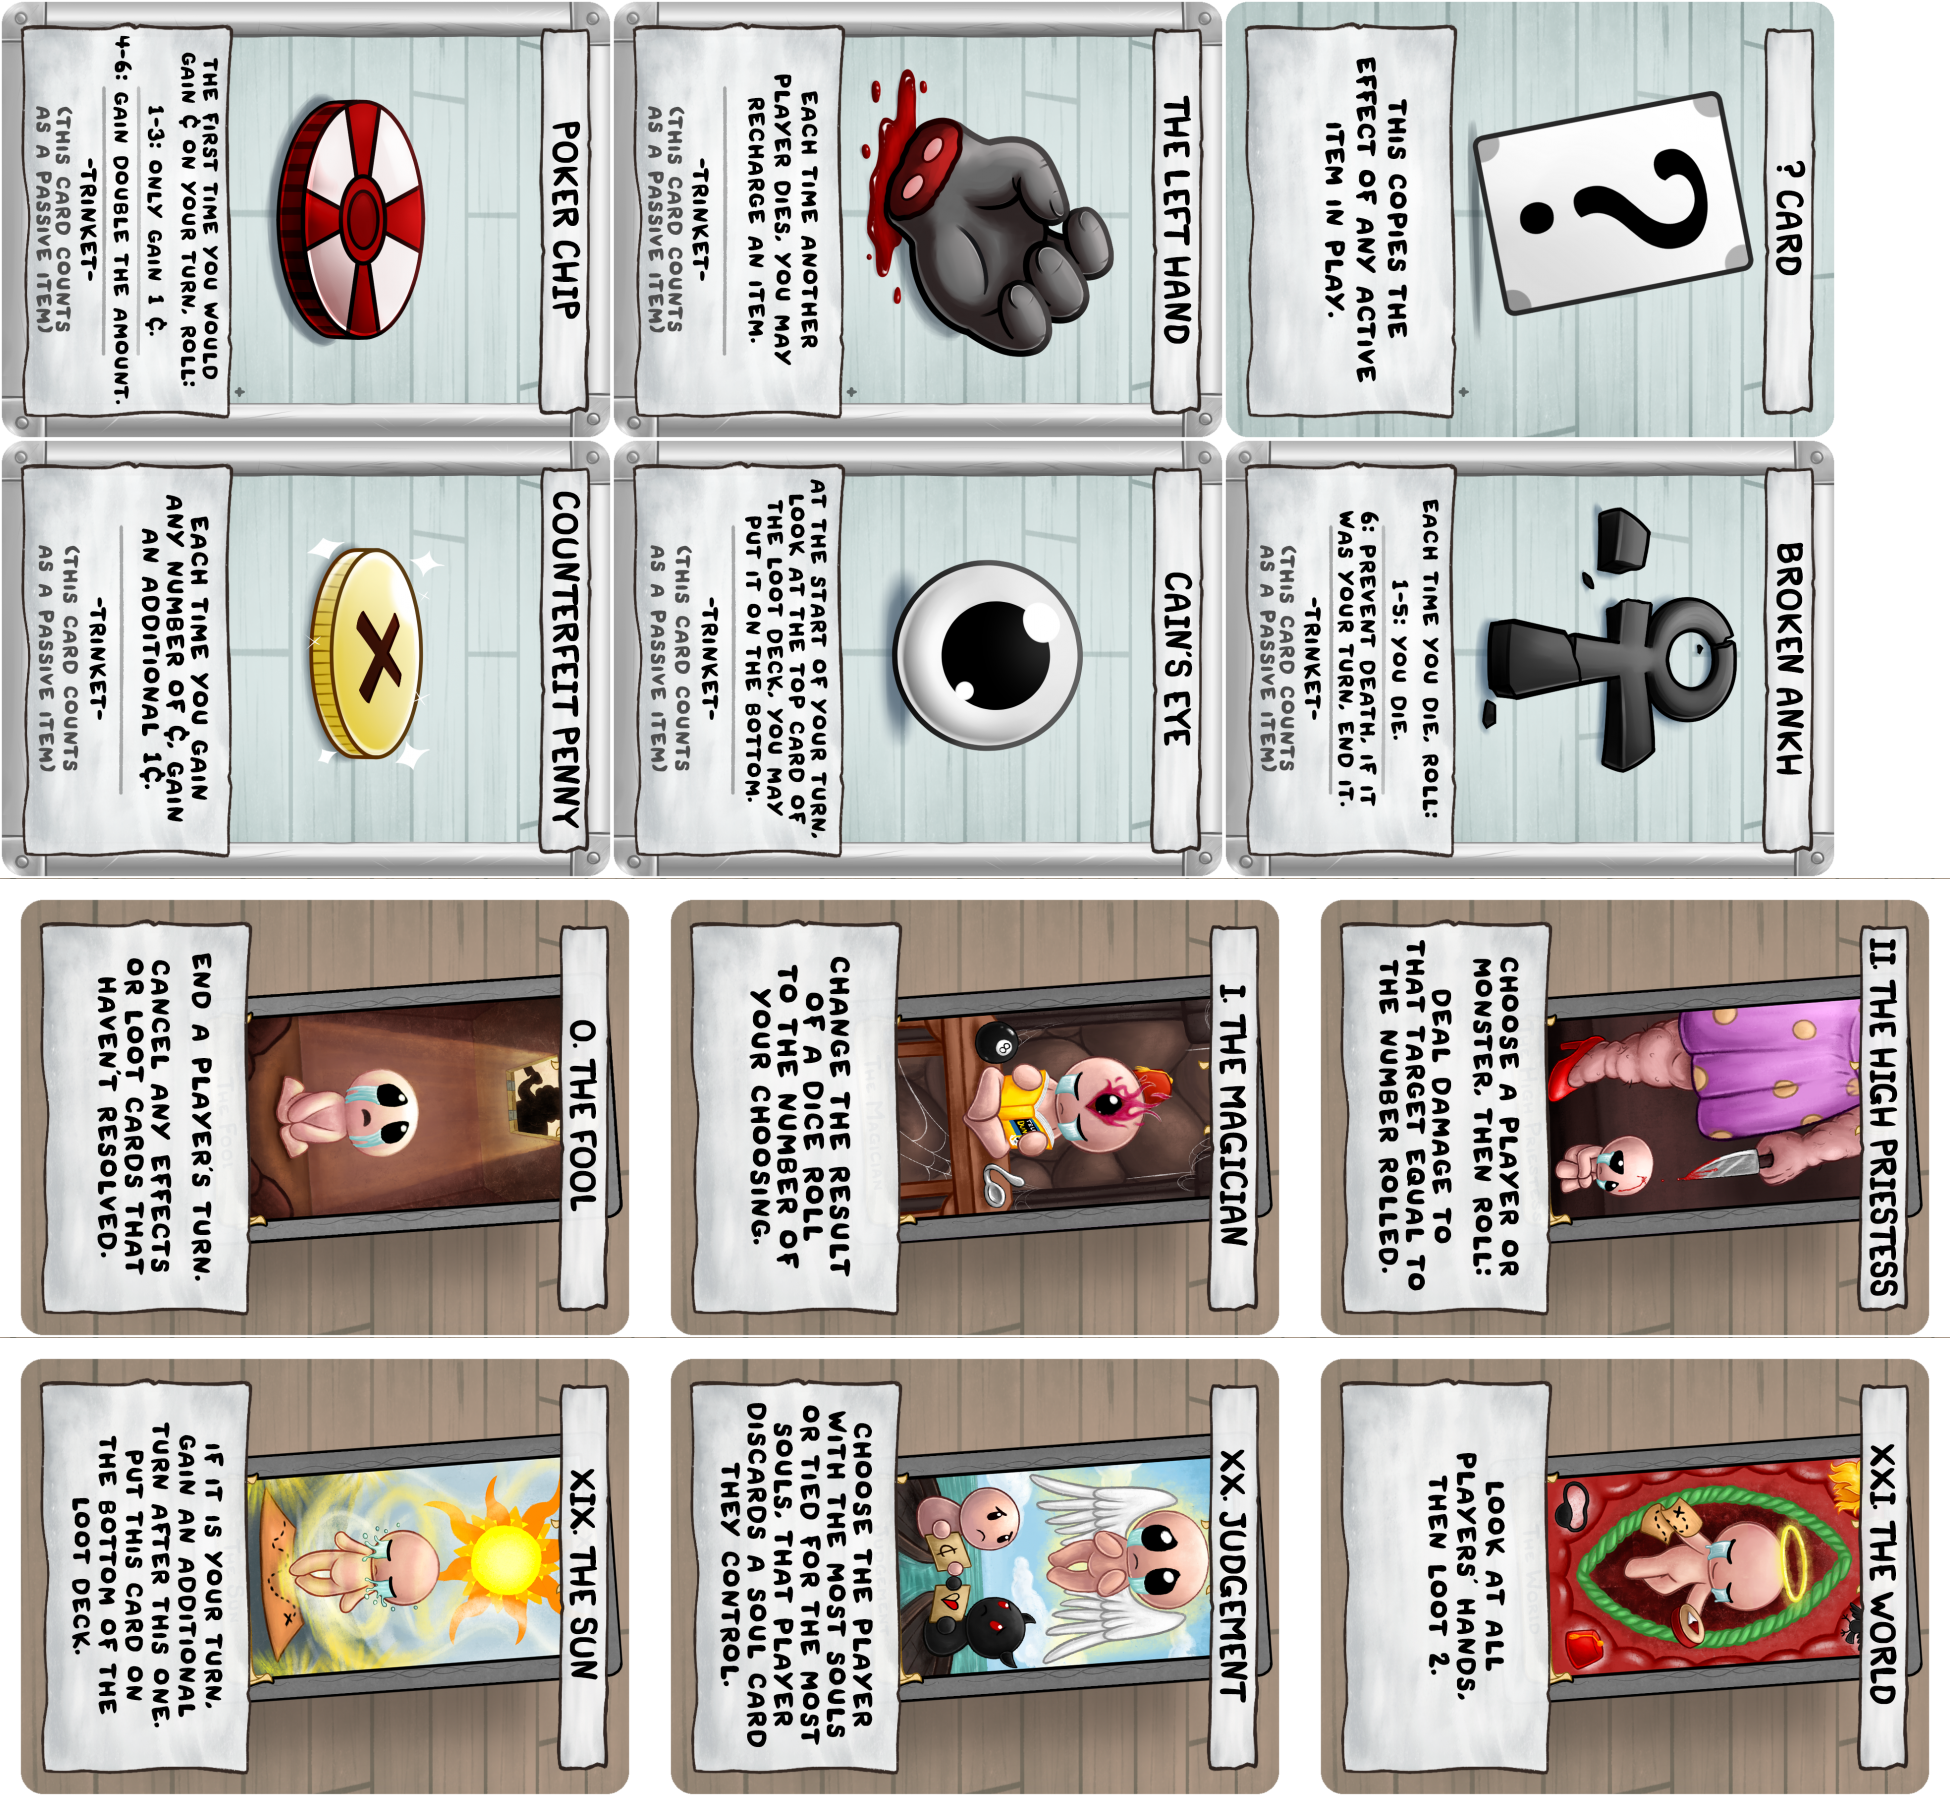 POKER CHIP
THE FIRST TIME YOU WOULD
GAIN ¢ ON YOUR TURN, ROLL:
1-3: ONLY GAIN 1 ¢.
4-6: GAIN DOUBLE THE AMOUNT.
-TRINKET-
(THIS CARD COUNTS
AS A PASSIVE ITEM)
THE LEFT HAND
EACH TIME ANOTHER
PLAYER DIES, YOU MAY
RECHARGE AN ITEM.
-TRINKET-
(THIS CARD COUNTS
AS A PASSIVE ITEM)
? CARD
?
THIS COPIES THE
EFFECT OF ANY ACTIVE
ITEM IN PLAY.
COUNTERFEIT PENNY
EACH TIME YOU GAIN
ANY NUMBER OF ¢, GAIN
AN ADDITIONAL 1¢.
-TRINKET-
(THIS CARD COUNTS
AS A PASSIVE ITEM)
CAIN'S EYE
AT THE START OF YOUR TURN,
LOOK AT THE TOP CARD OF
THE LOOT DECK, YOU MAY
PUT IT ON THE BOTTOM.
-TRINKET-
(THIS CARD COUNTS
AS A PASSIVE ITEM)
BROKEN ANKH
EACH TIME YOU DIE, ROLL:
1-5: YOU DIE.
6: PREVENT DEATH, IF IT
WAS YOUR TURN, END IT.
-TRINKET-
(THIS CARD COUNTS
AS A PASSIVE ITEM)
0. THE FOOL
END A PLAYER'S TURN.
CANCEL ANY EFFECTS
OR LOOT CARDS THAT
HAVEN'T RESOLVED.
I. THE MAGICIAN
8
CHANGE THE RESULT
OF A DICE ROLL
TO THE NUMBER OF
YOUR CHOOSING.
II. THE HIGH PRIESTESS
CHOOSE A PLAYER OR
MONSTER, THEN ROLL:
DEAL DAMAGE TO
THAT TARGET EQUAL TO
THE NUMBER ROLLED.
XIX. THE SUN
IF IT IS YOUR TURN,
GAIN AN ADDITIONAL
TURN AFTER THIS ONE.
PUT THIS CARD ON
THE BOTTOM OF THE
LOOT DECK.
XX. JUDGEMENT
¢
CHOOSE THE PLAYER
WITH THE MOST SOULS
OR TIED FOR THE MOST
SOULS, THAT PLAYER
DISCARDS A SOUL CARD
THEY CONTROL.
XXI THE WORLD
LOOK AT ALL
PLAYERS' HANDS,
THEN LOOT 2.